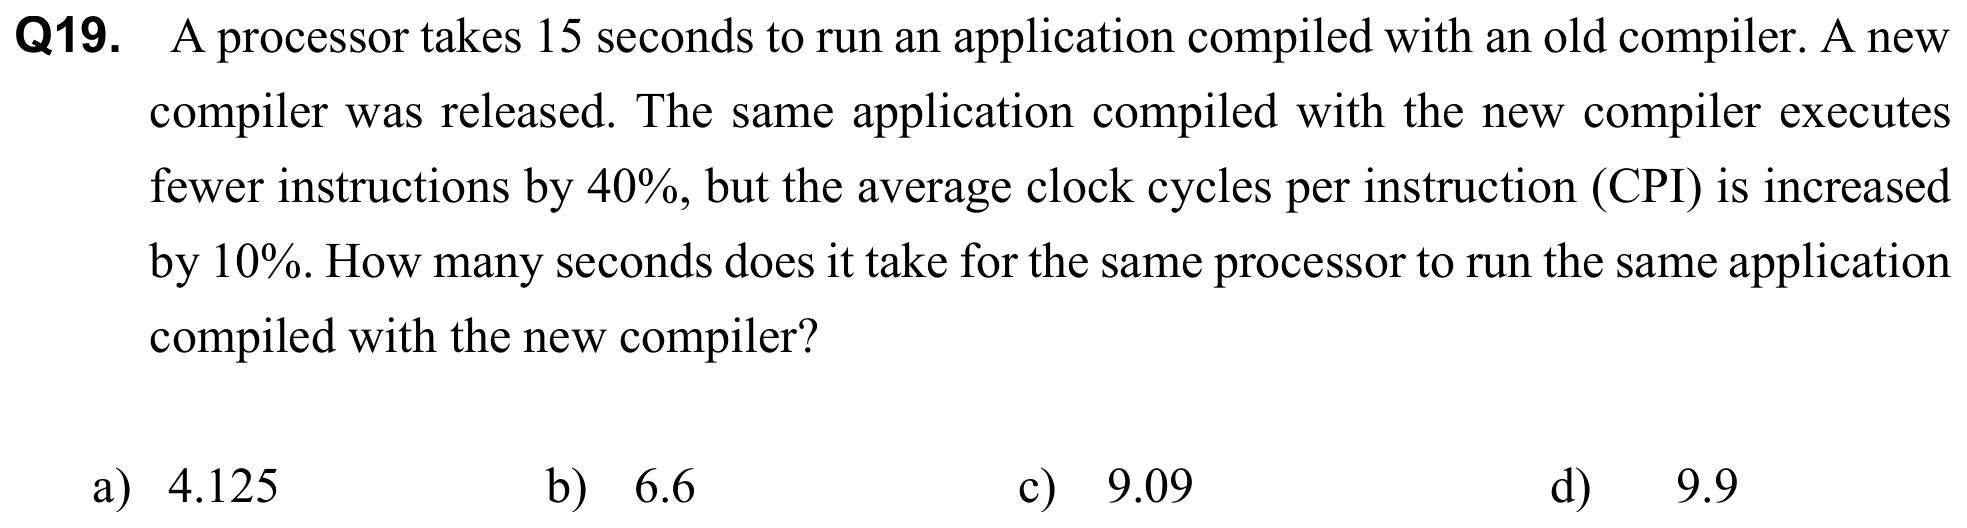 Q19. A processor takes 15 seconds to run an application compiled with an old compiler. A new
compiler was released. The same application compiled with the new compiler executes
fewer instructions by 40%, but the average clock cycles per instruction (CPI) is increased
by 10%. How many seconds does it take for the same processor to run the same application
compiled with the new compiler?
a) 4.125 b) 6.6 c) 9.09 d) 9.9